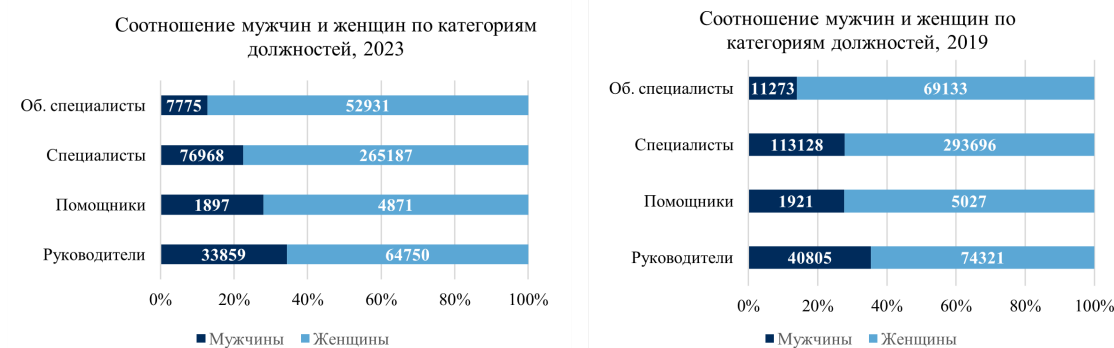 Соотношение мужчин и женщин по категориям
должностей, 2023
Об. специалисты
7775
52931
Специалисты
76968
265187
Помощники
1897
4871
Руководители
33859
64750
0%
20%
40%
60%
80%
100%
Мужчины
Женщины
Соотношение мужчин и женщин по
категориям должностей, 2019
Об. специалисты
11273
69133
Специалисты
113128
293696
Помощники
1921
5027
Руководители
40805
74321
0%
20%
40%
60%
80%
100%
Мужчины
Женщины